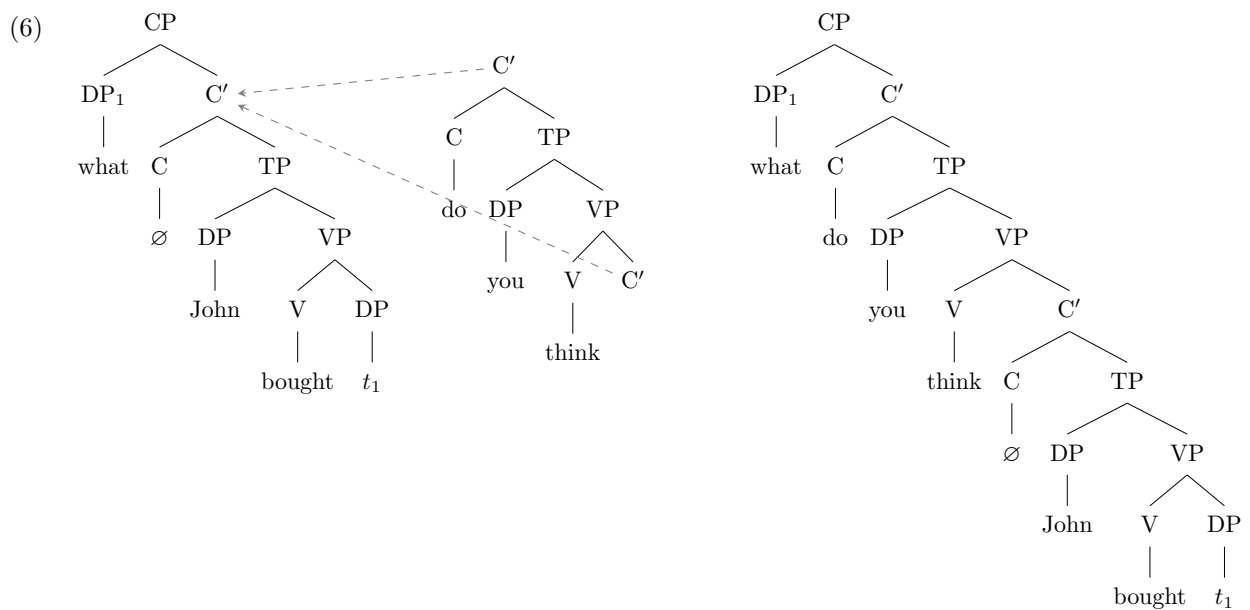 (6)
CP CP
C′
DP₁ C′ DP₁ C′
C TP
what C TP what C TP
do DP VP
∅ DP VP do DP VP
you V C′
John V DP you V C′
think
bought t₁ think C TP
∅ DP VP
John V DP
bought t₁